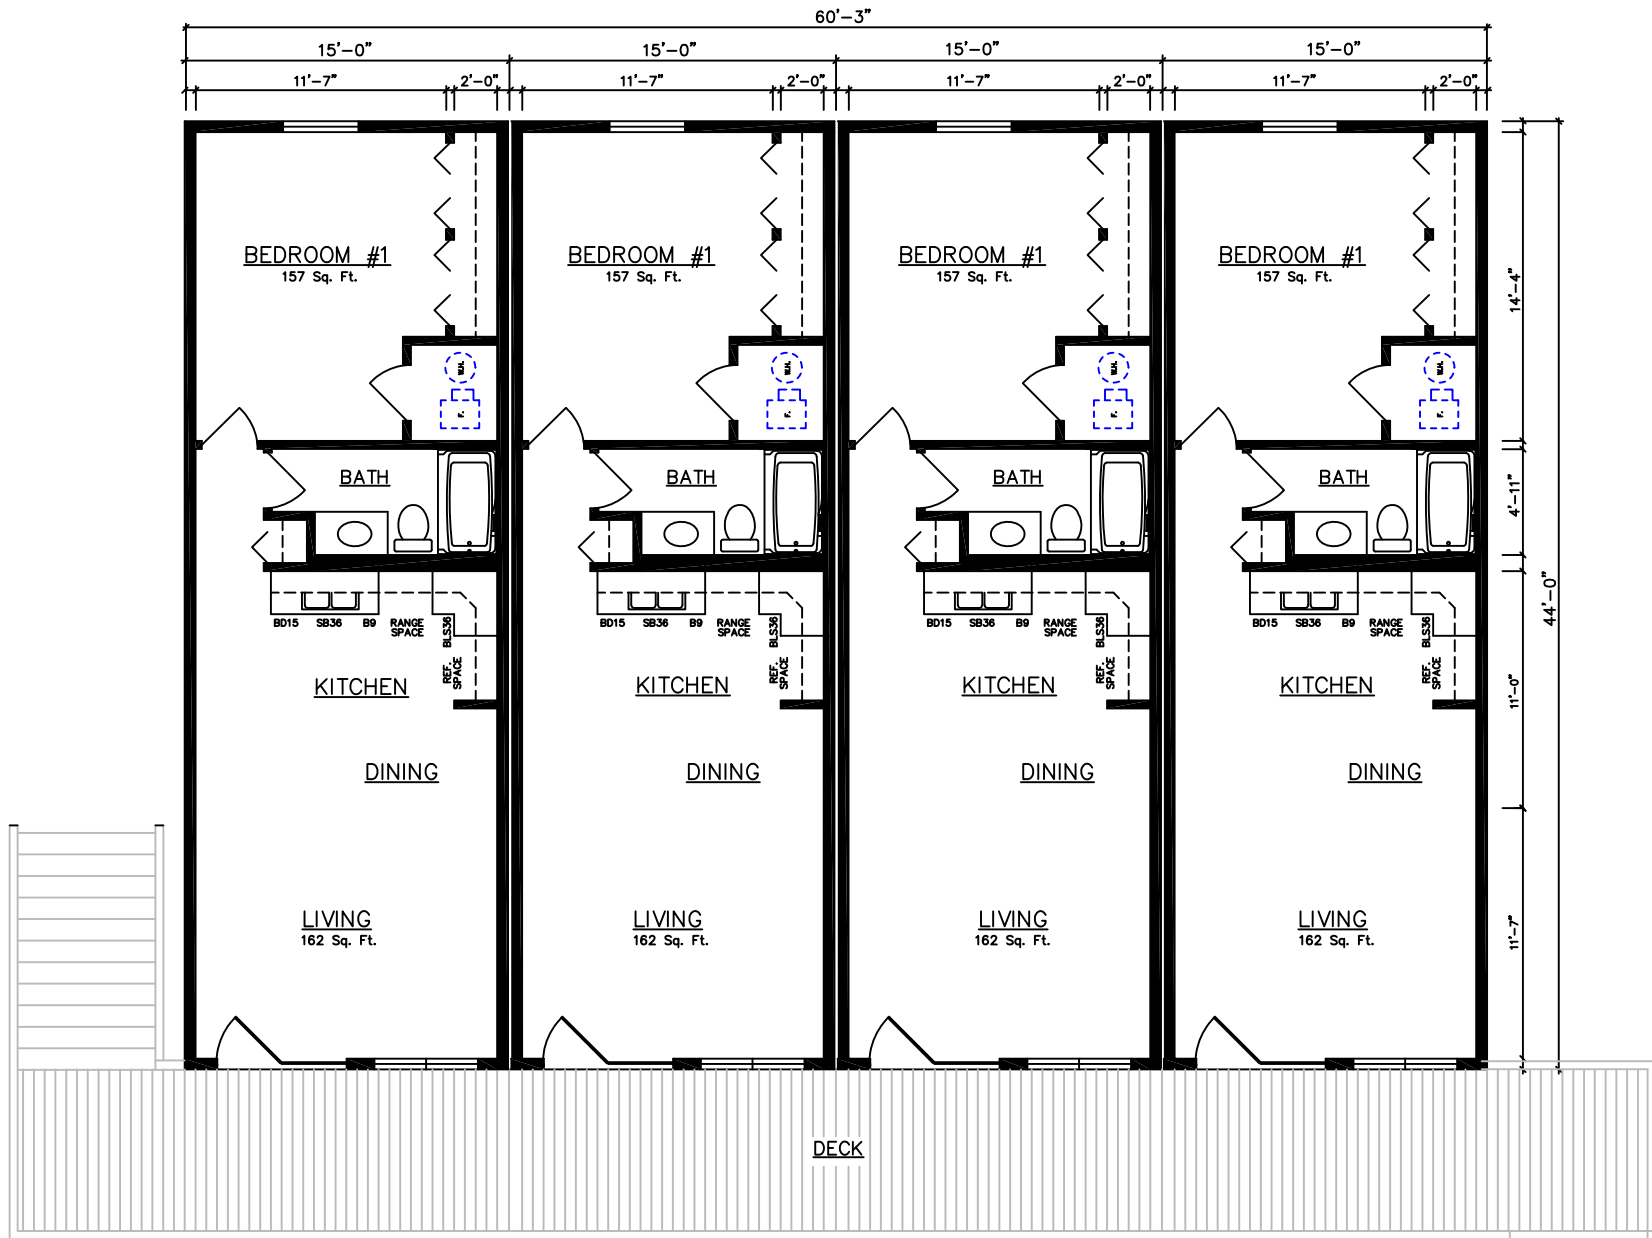 60'-3"
15'-0" 15'-0" 15'-0" 15'-0"
11'-7" 2'-0" 11'-7" 2'-0" 11'-7" 2'-0" 11'-7" 2'-0"
BEDROOM #1 BEDROOM #1 BEDROOM #1 BEDROOM #1
157 Sq. Ft. 157 Sq. Ft. 157 Sq. Ft. 157 Sq. Ft.
14'-4"
W.H. W.H. W.H. W.H.
F. F. F. F.
BATH BATH BATH BATH
4'-11"
44'-0"
BD15 SB36 B9 RANGE SPACE BLS36 BD15 SB36 B9 RANGE SPACE BLS36 BD15 SB36 B9 RANGE SPACE BLS36 BD15 SB36 B9 RANGE SPACE BLS36
REF. SPACE REF. SPACE REF. SPACE REF. SPACE
KITCHEN KITCHEN KITCHEN KITCHEN
11'-0"
DINING DINING DINING DINING
LIVING LIVING LIVING LIVING
162 Sq. Ft. 162 Sq. Ft. 162 Sq. Ft. 162 Sq. Ft.
11'-7"
DECK